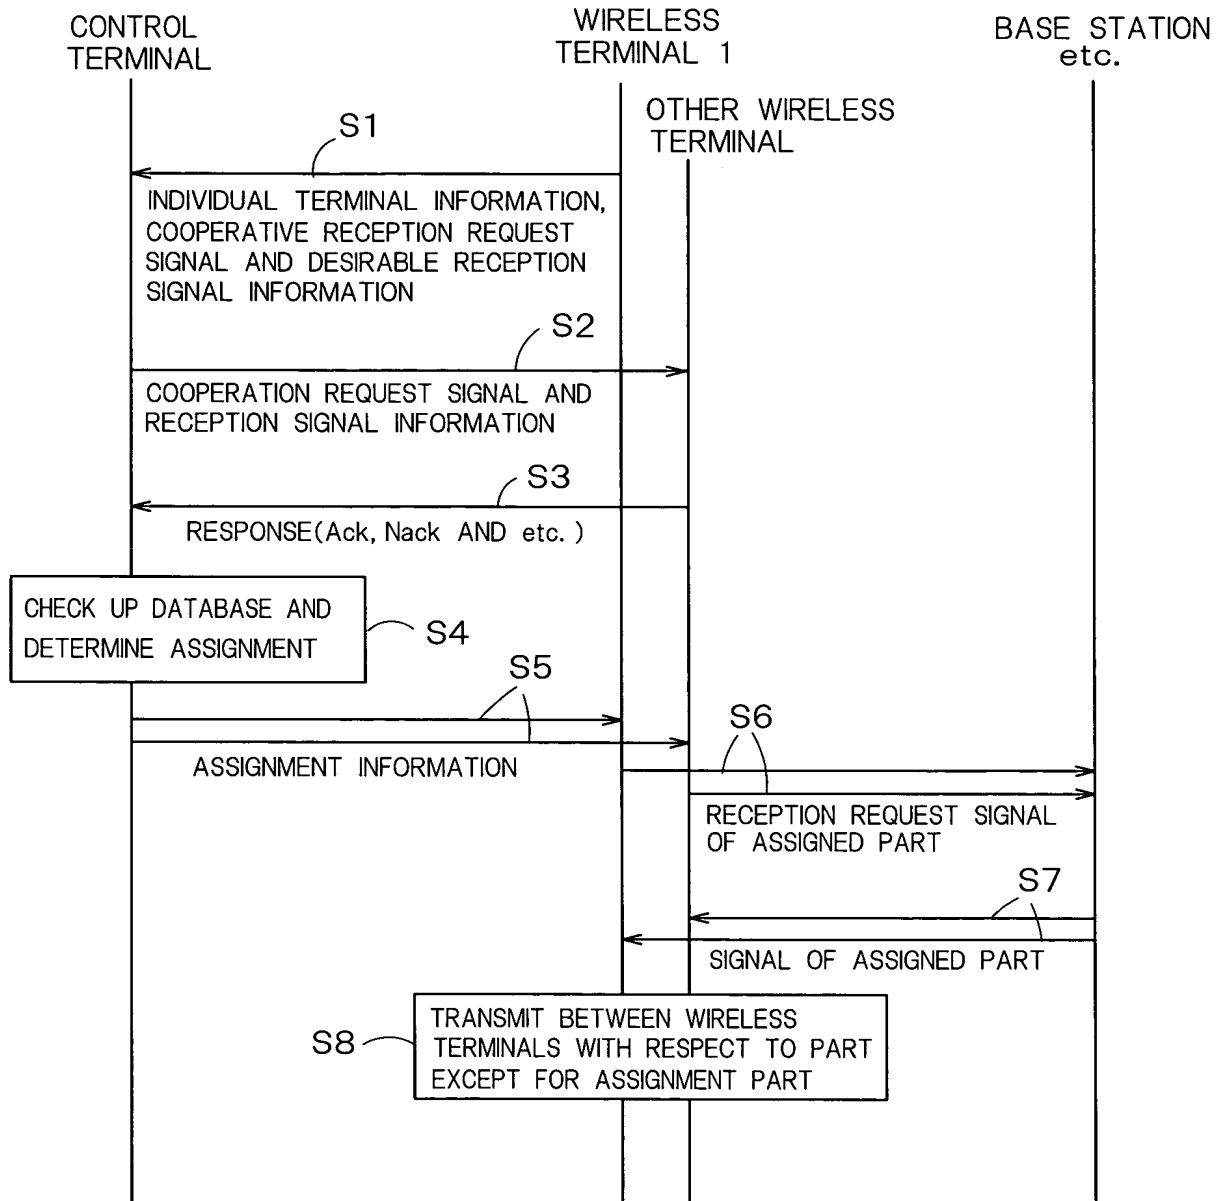 CONTROL
TERMINAL
WIRELESS
TERMINAL 1
BASE STATION
etc.
OTHER WIRELESS
TERMINAL
S1
INDIVIDUAL TERMINAL INFORMATION,
COOPERATIVE RECEPTION REQUEST
SIGNAL AND DESIRABLE RECEPTION
SIGNAL INFORMATION
S2
COOPERATION REQUEST SIGNAL AND
RECEPTION SIGNAL INFORMATION
S3
RESPONSE(Ack, Nack AND etc. )
CHECK UP DATABASE AND
DETERMINE ASSIGNMENT
S4
S5
ASSIGNMENT INFORMATION
S6
RECEPTION REQUEST SIGNAL
OF ASSIGNED PART
S7
SIGNAL OF ASSIGNED PART
S8
TRANSMIT BETWEEN WIRELESS
TERMINALS WITH RESPECT TO PART
EXCEPT FOR ASSIGNMENT PART